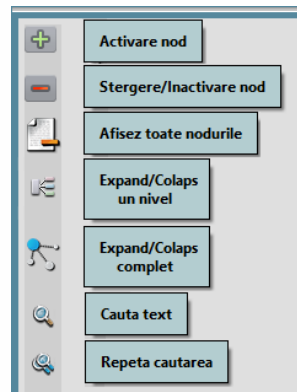 Activare nod
Stergere/Inactivare nod
Afisez toate nodurile
Expand/Colaps
un nivel
Expand/Colaps
complet
Cauta text
Repeta cautarea